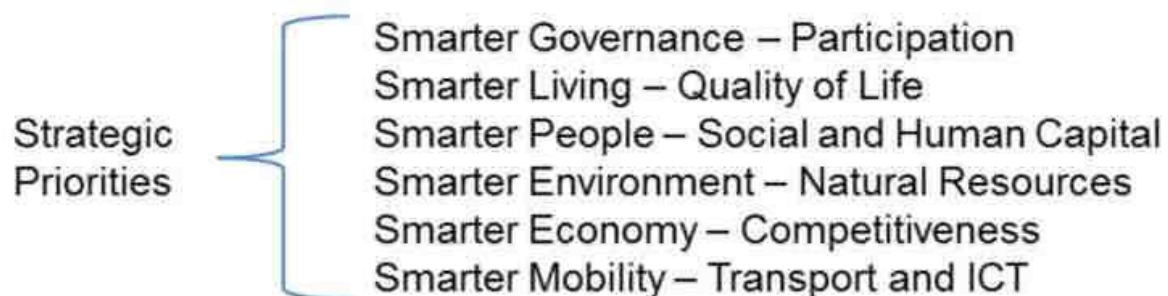 Strategic
Priorities
Smarter Governance – Participation
Smarter Living – Quality of Life
Smarter People – Social and Human Capital
Smarter Environment – Natural Resources
Smarter Economy – Competitiveness
Smarter Mobility – Transport and ICT